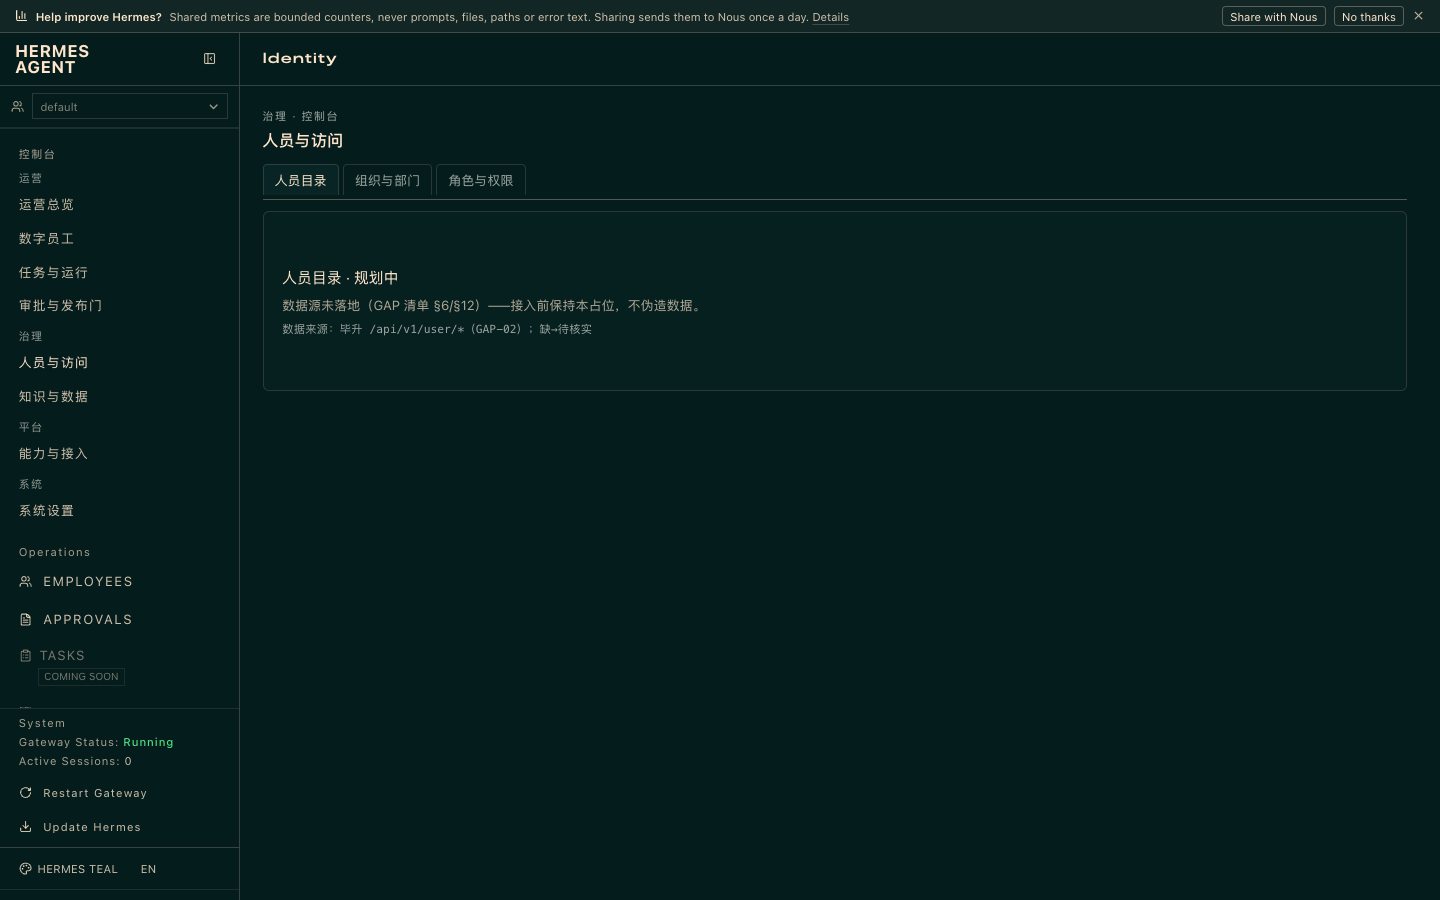 Help improve Hermes? Shared metrics are bounded counters, never prompts, files, paths or error text. Sharing sends them to Nous once a day. Details
Share with Nous
No thanks
HERMES
AGENT
Identity
default
控制台
运营
运营总览
数字员工
任务与运行
审批与发布门
治理
人员与访问
知识与数据
平台
能力与接入
系统
系统设置
Operations
EMPLOYEES
APPROVALS
TASKS
COMING SOON
System
Gateway Status: Running
Active Sessions: 0
Restart Gateway
Update Hermes
HERMES TEAL
EN
治理 · 控制台
人员与访问
人员目录
组织与部门
角色与权限
人员目录 · 规划中
数据源未落地（GAP 清单 §6/§12）——接入前保持本占位，不伪造数据。
数据来源：毕升 /api/v1/user/*（GAP-02）；缺→待核实